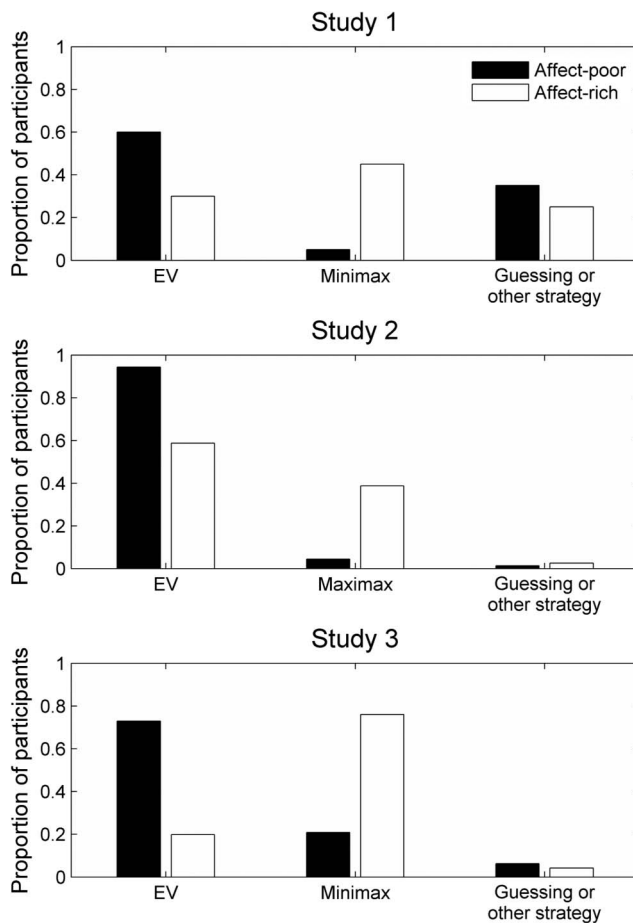 Study 1
Proportion of participants
1
0.8
0.6
0.4
0.2
0
Affect-poor
Affect-rich
EV
Minimax
Guessing or
other strategy
Study 2
Proportion of participants
1
0.8
0.6
0.4
0.2
0
EV
Maximax
Guessing or
other strategy
Study 3
Proportion of participants
1
0.8
0.6
0.4
0.2
0
EV
Minimax
Guessing or
other strategy